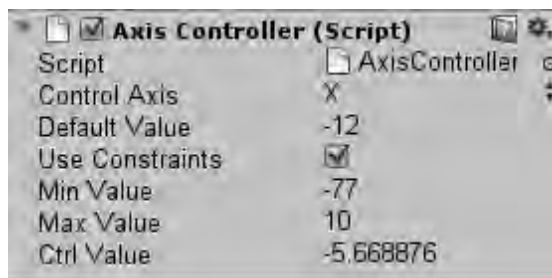 Axis Controller (Script)
Script AxisController
Control Axis X
Default Value -12
Use Constraints
Min Value -77
Max Value 10
Ctrl Value -5.668876